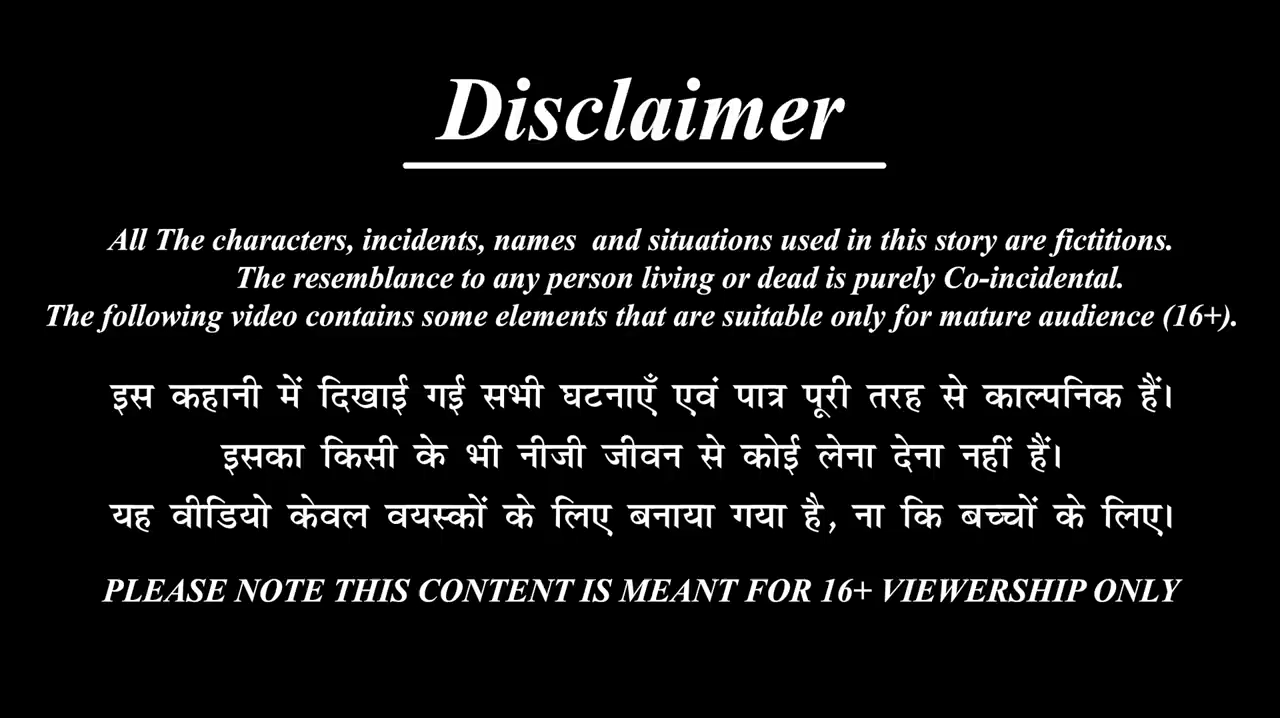 Disclaimer
All The characters, incidents, names and situations used in this story are fictitions.
The resemblance to any person living or dead is purely Co-incidental.
The following video contains some elements that are suitable only for mature audience (16+).
इस कहानी में दिखाई गई सभी घटनाएँ एवं पात्र पूरी तरह से काल्पनिक हैं।
इसका किसी के भी नीजी जीवन से कोई लेना देना नहीं हैं।
यह वीडियो केवल वयस्कों के लिए बनाया गया है, ना कि बच्चों के लिए।
PLEASE NOTE THIS CONTENT IS MEANT FOR 16+ VIEWERSHIP ONLY